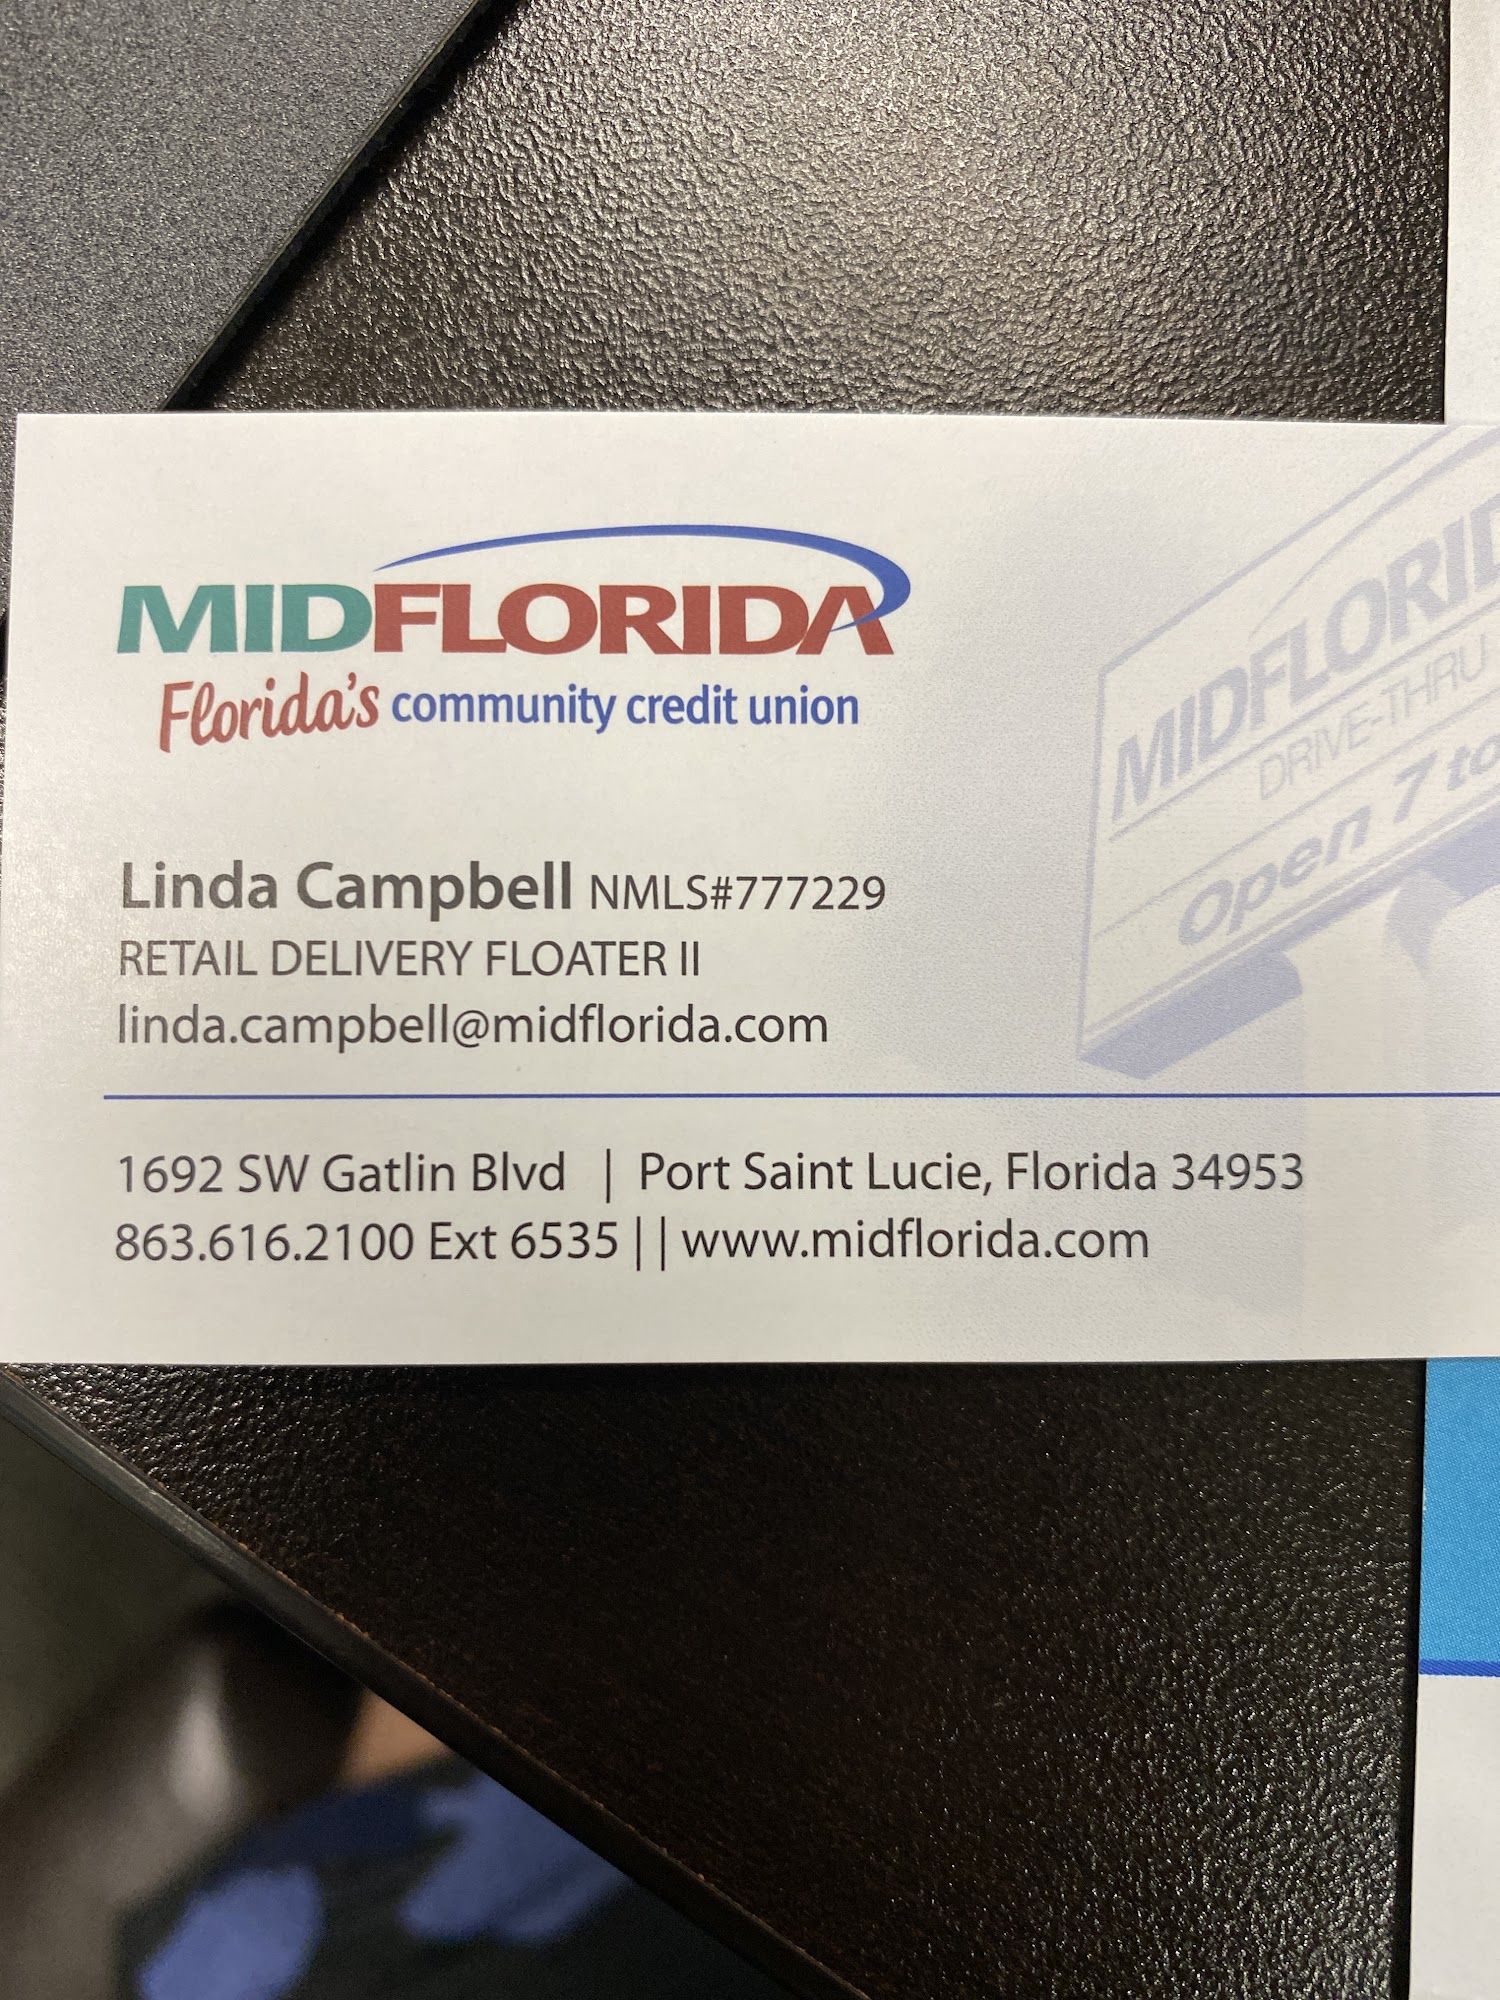 MIDFLORIDA
Florida's community credit union
Linda Campbell NMLS#777229
RETAIL DELIVERY FLOATER II
linda.campbell@midflorida.com
1692 SW Gatlin Blvd | Port Saint Lucie, Florida 34953
863.616.2100 Ext 6535 | | www.midflorida.com
MIDFLORID
DRIVE-THRU
Open 7 to